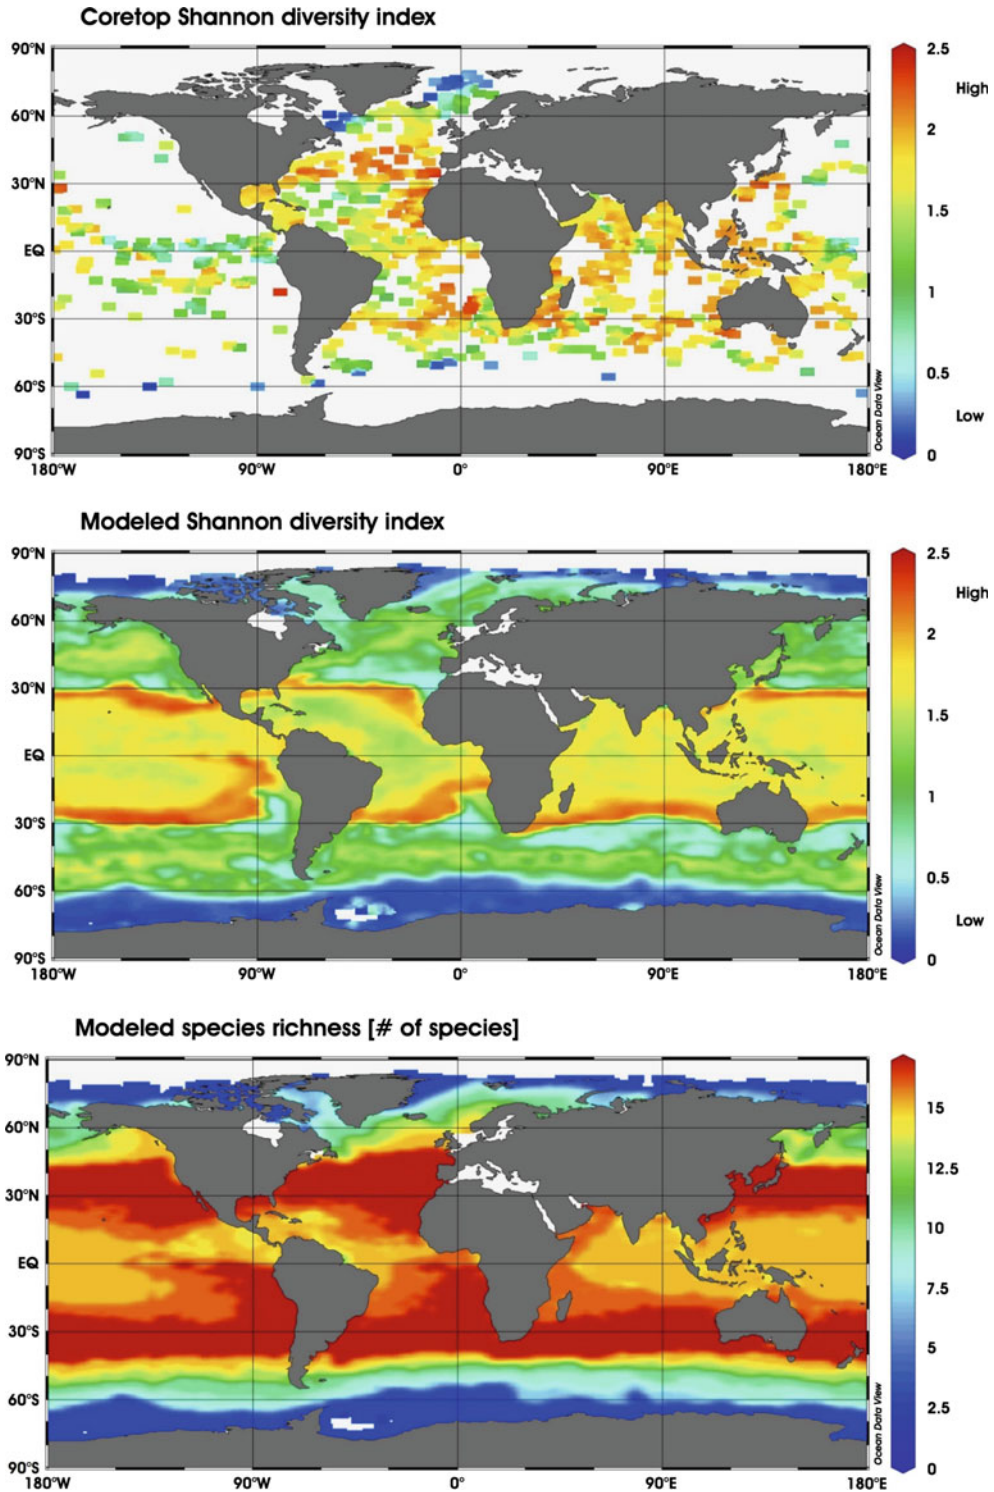 Coretop Shannon diversity index
90°N
60°N
30°N
EQ
30°S
60°S
90°S
180°W
90°W
0°
90°E
180°E
Ocean Data View
2.5
High
2
1.5
1
0.5
Low
0
Modeled Shannon diversity index
90°N
60°N
30°N
EQ
30°S
60°S
90°S
180°W
90°W
0°
90°E
180°E
Ocean Data View
2.5
High
2
1.5
1
0.5
Low
0
Modeled species richness [# of species]
90°N
60°N
30°N
EQ
30°S
60°S
90°S
180°W
90°W
0°
90°E
180°E
Ocean Data View
15
12.5
10
7.5
5
2.5
0